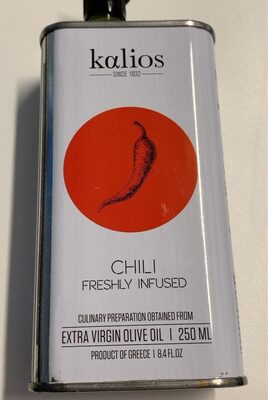 kαlios
SINCE 1832
CHILI
FRESHLY INFUSED
CULINARY PREPARATION OBTAINED FROM
EXTRA VIRGIN OLIVE OIL | 250 ML
PRODUCT OF GREECE | 8.4 FL.OZ